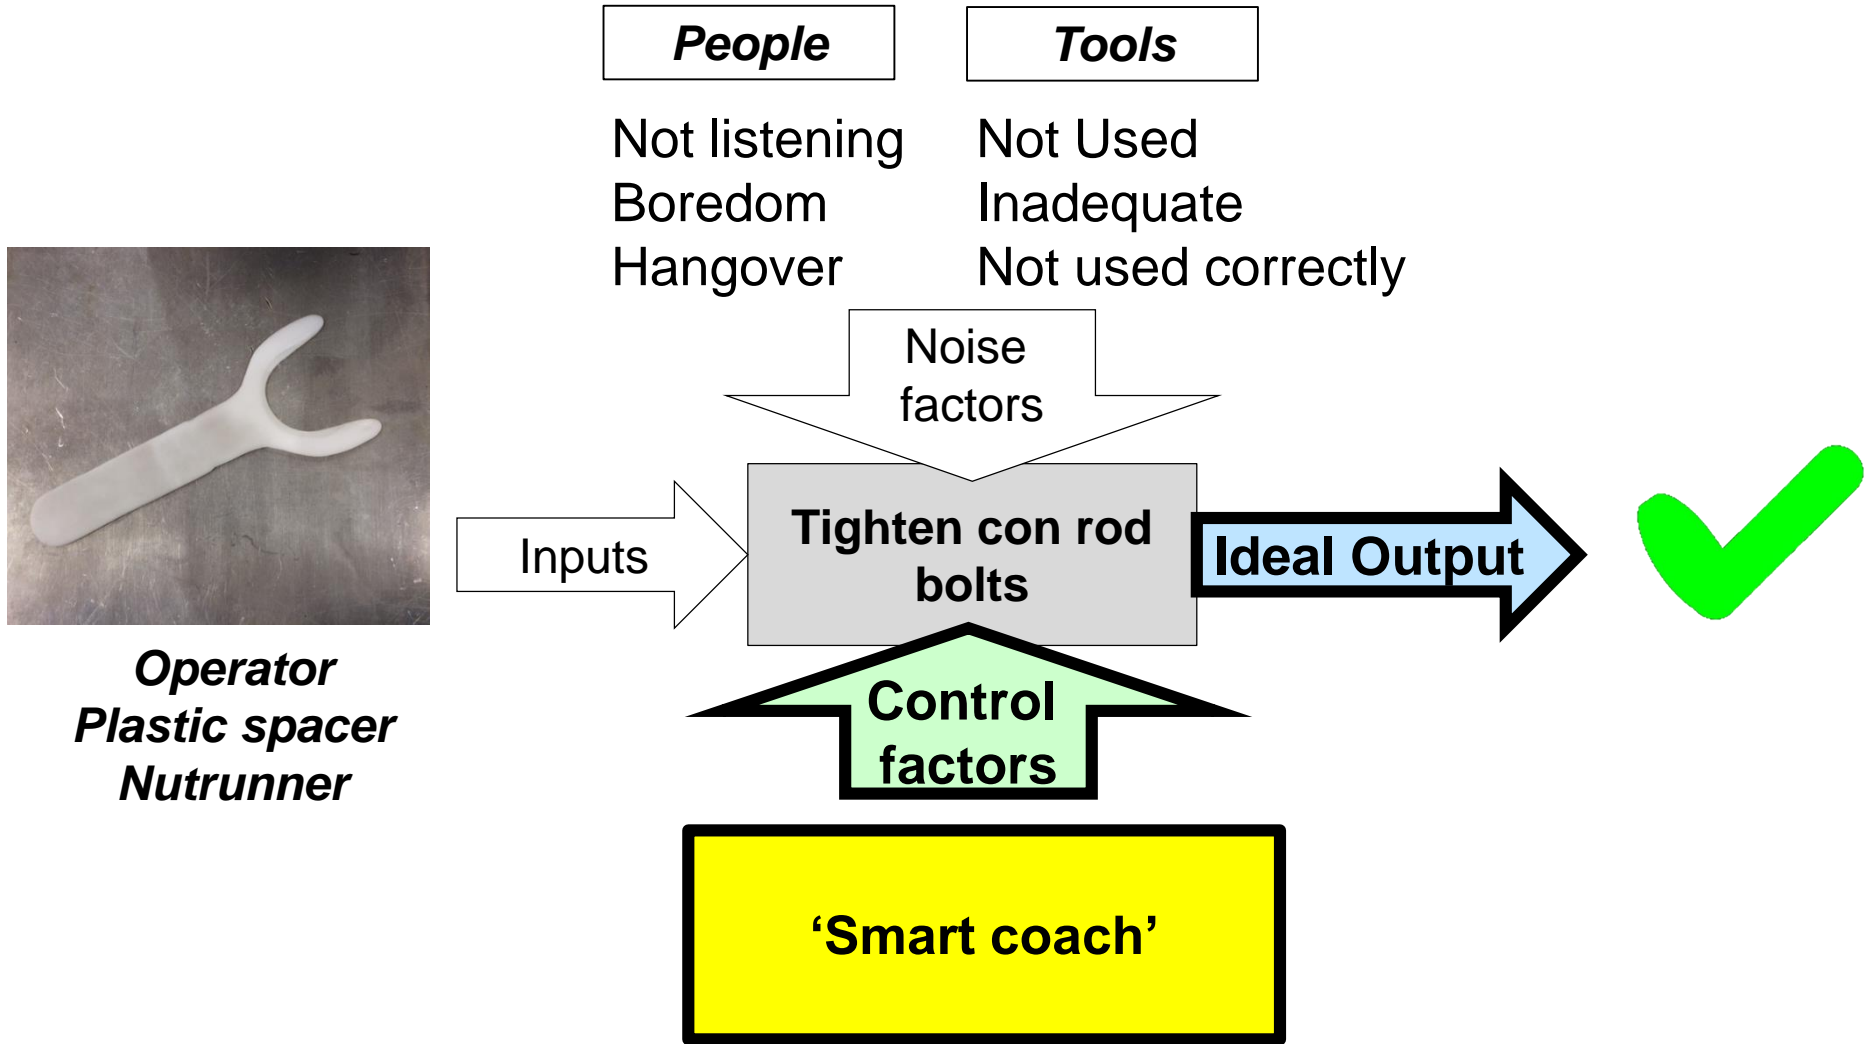 People
Tools
Not listening
Boredom
Hangover
Not Used
Inadequate
Not used correctly
Noise
factors
Inputs
Tighten con rod
bolts
Ideal Output
Operator
Plastic spacer
Nutrunner
Control
factors
‘Smart coach’